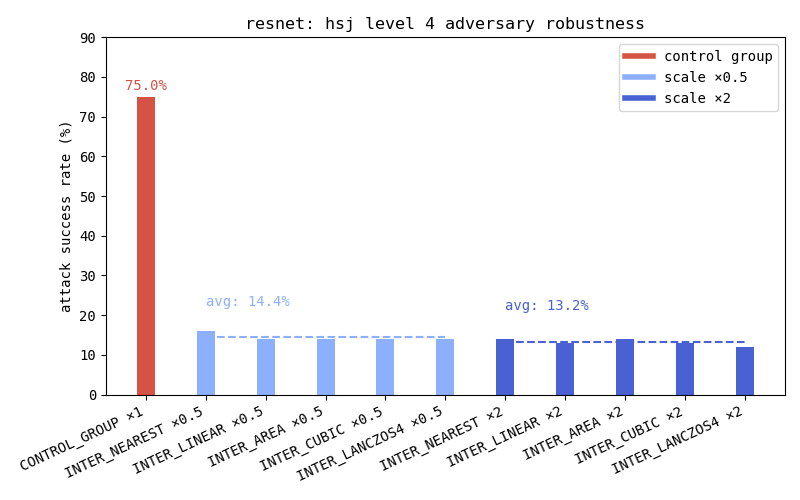 resnet: hsj level 4 adversary robustness
attack success rate (%)
90
80
70
60
50
40
30
20
10
0
75.0%
avg: 14.4%
avg: 13.2%
control group
scale ×0.5
scale ×2
CONTROL_GROUP ×1
INTER_NEAREST ×0.5
INTER_LINEAR ×0.5
INTER_AREA ×0.5
INTER_CUBIC ×0.5
INTER_LANCZOS4 ×0.5
INTER_NEAREST ×2
INTER_LINEAR ×2
INTER_AREA ×2
INTER_CUBIC ×2
INTER_LANCZOS4 ×2